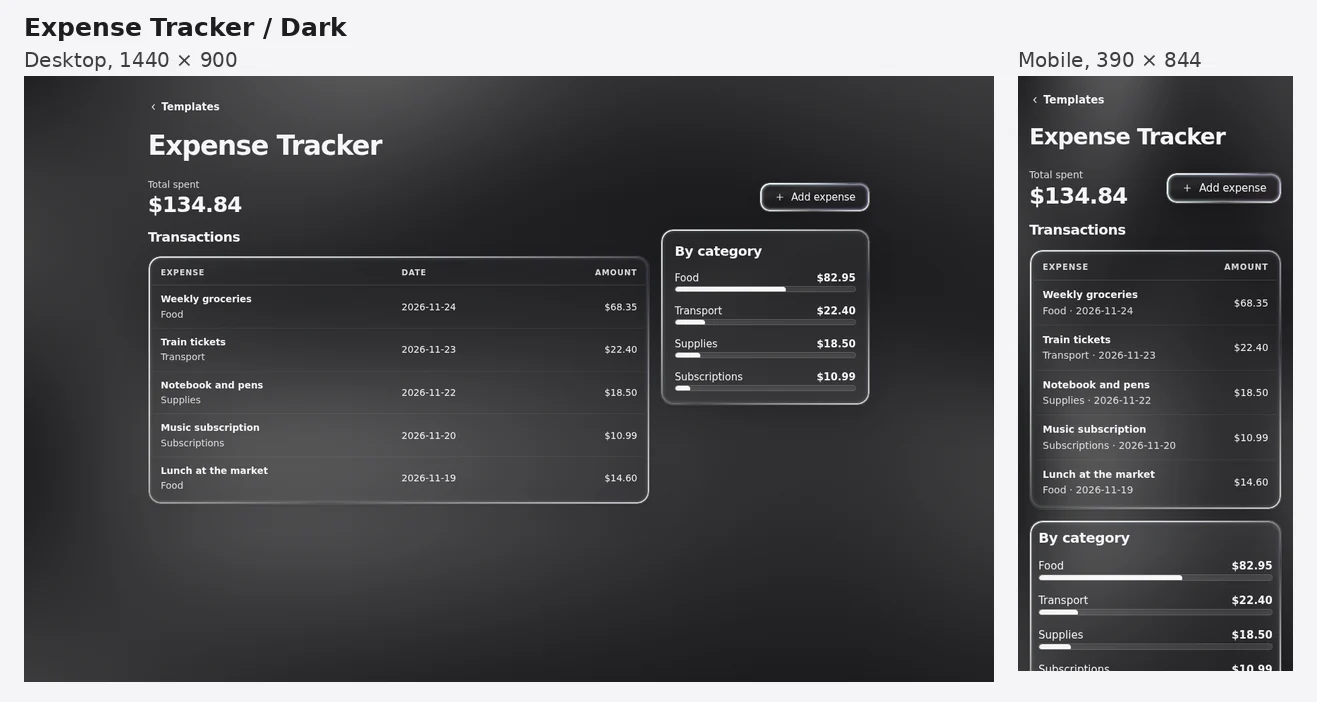 Expense Tracker / Dark
Desktop, 1440 × 900
‹ Templates
Expense Tracker
Total spent
$134.84
+ Add expense
Transactions
EXPENSE DATE AMOUNT
Weekly groceries
Food
2026-11-24 $68.35
Train tickets
Transport
2026-11-23 $22.40
Notebook and pens
Supplies
2026-11-22 $18.50
Music subscription
Subscriptions
2026-11-20 $10.99
Lunch at the market
Food
2026-11-19 $14.60
By category
Food $82.95
Transport $22.40
Supplies $18.50
Subscriptions $10.99
Mobile, 390 × 844
‹ Templates
Expense Tracker
Total spent
$134.84
+ Add expense
Transactions
EXPENSE AMOUNT
Weekly groceries
Food · 2026-11-24
$68.35
Train tickets
Transport · 2026-11-23
$22.40
Notebook and pens
Supplies · 2026-11-22
$18.50
Music subscription
Subscriptions · 2026-11-20
$10.99
Lunch at the market
Food · 2026-11-19
$14.60
By category
Food $82.95
Transport $22.40
Supplies $18.50
Subscriptions $10.99